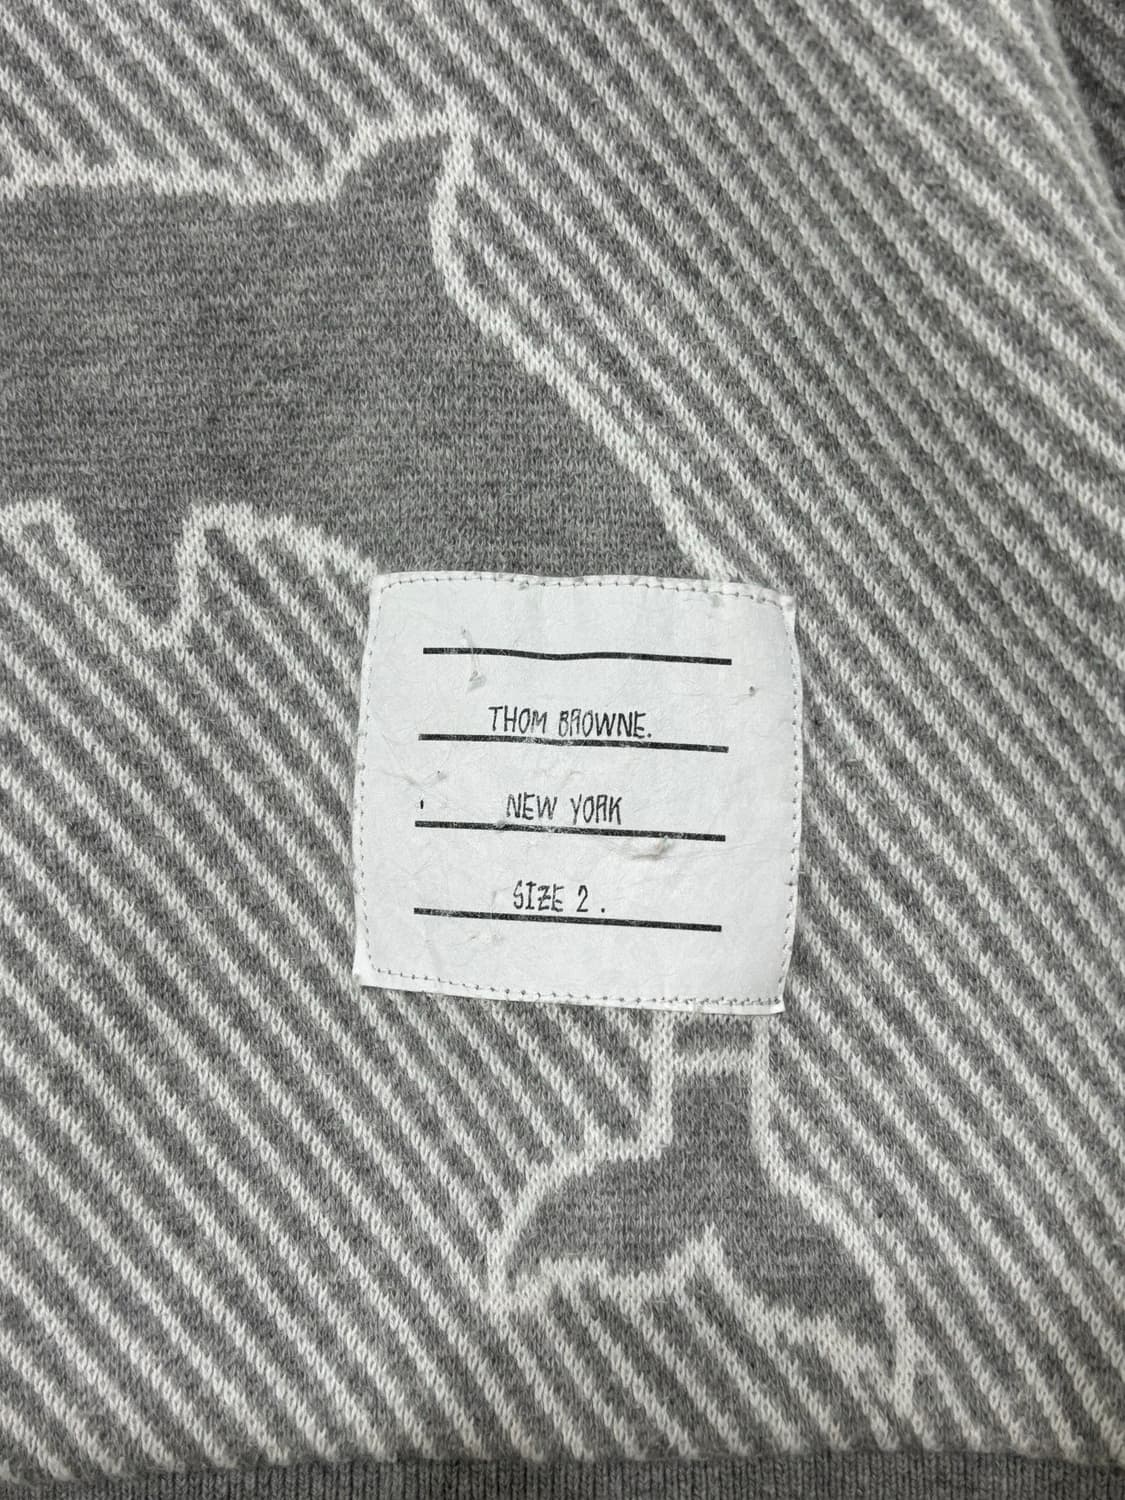 THOM BROWNE.
NEW YORK
SIZE 2 .